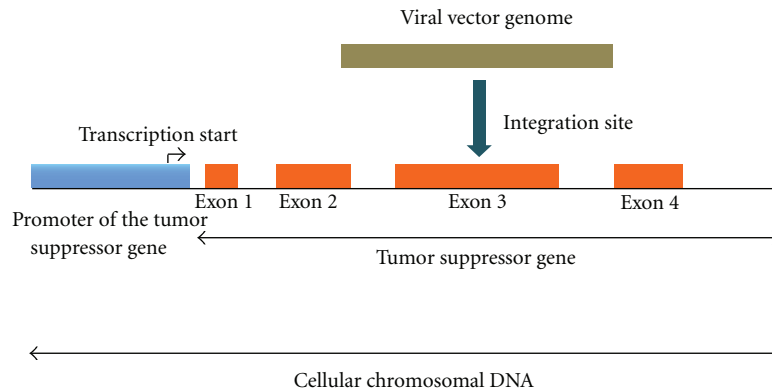 Viral vector genome
Integration site
Transcription start
Exon 1
Exon 2
Exon 3
Exon 4
Promoter of the tumor
suppressor gene
Tumor suppressor gene
Cellular chromosomal DNA